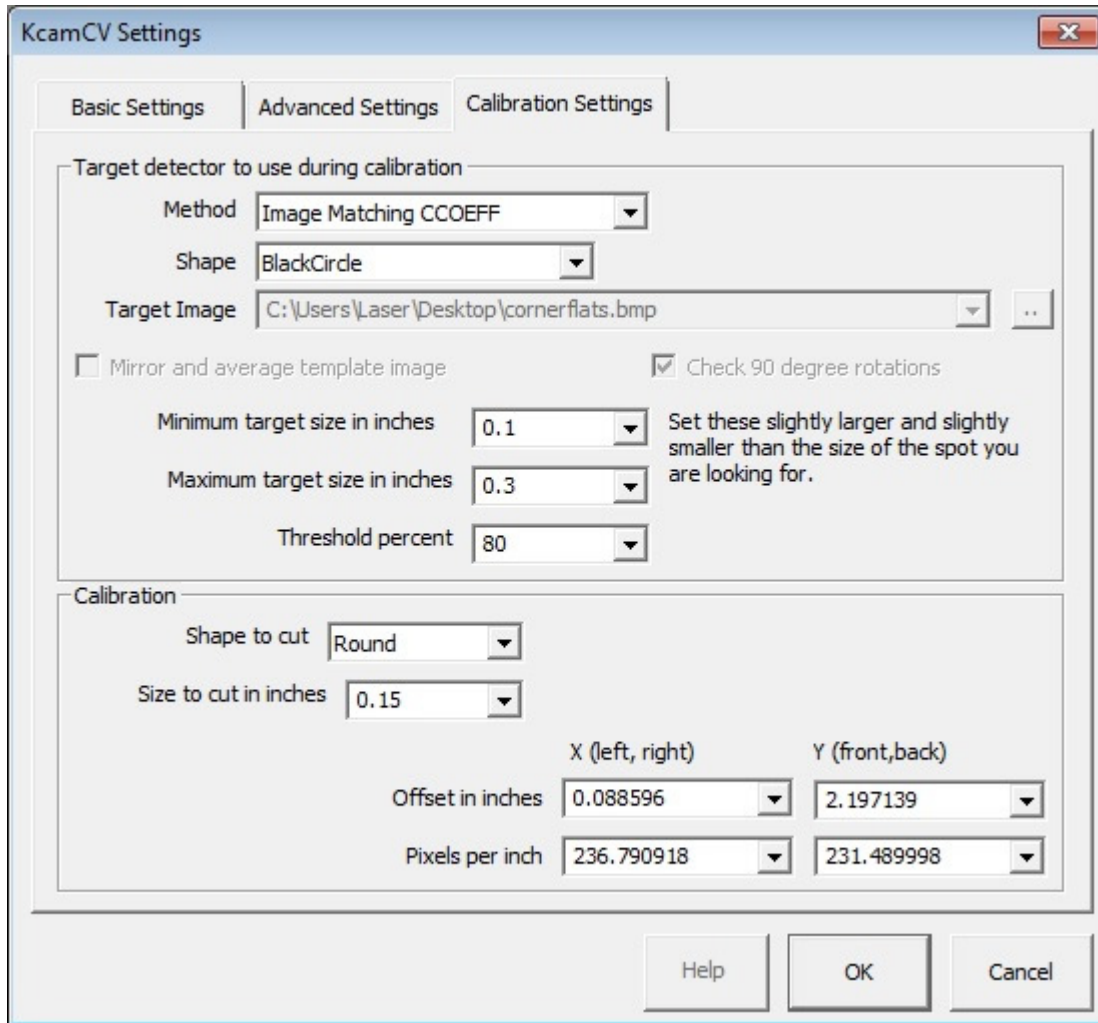 KcamCV Settings
Basic Settings Advanced Settings Calibration Settings
Target detector to use during calibration
Method Image Matching CCOEFF
Shape BlackCircle
Target Image C:\Users\Laser\Desktop\cornerflats.bmp ..
Mirror and average template image Check 90 degree rotations
Minimum target size in inches 0.1 Set these slightly larger and slightly
smaller than the size of the spot you
Maximum target size in inches 0.3 are looking for.
Threshold percent 80
Calibration
Shape to cut Round
Size to cut in inches 0.15
X (left, right) Y (front,back)
Offset in inches 0.088596 2.197139
Pixels per inch 236.790918 231.489998
Help OK Cancel